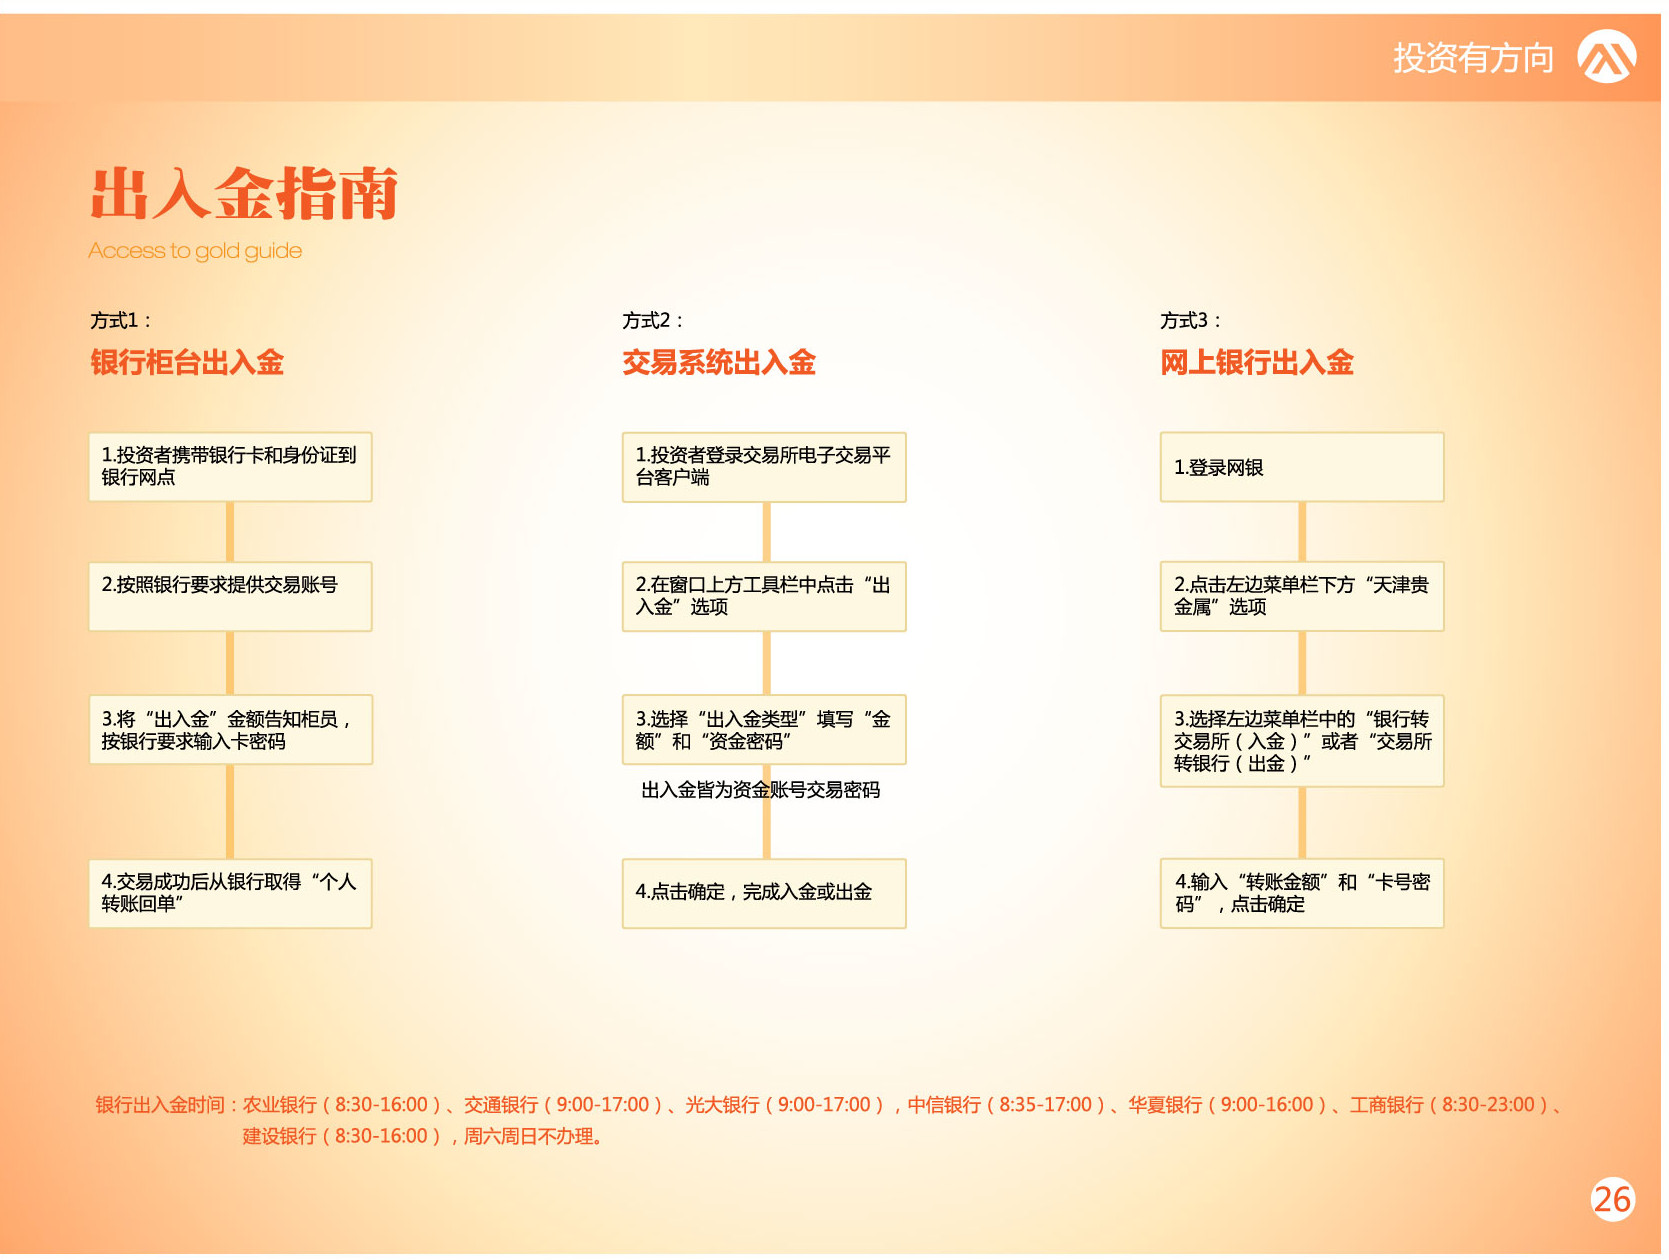 投资有方向
出入金指南
Access to gold guide
方式1：
银行柜台出入金
1.投资者携带银行卡和身份证到
银行网点
2.按照银行要求提供交易账号
3.将“出入金”金额告知柜员，
按银行要求输入卡密码
4.交易成功后从银行取得“个人
转账回单”
方式2：
交易系统出入金
1.投资者登录交易所电子交易平
台客户端
2.在窗口上方工具栏中点击“出
入金”选项
3.选择“出入金类型”填写“金
额”和“资金密码”
出入金皆为资金账号交易密码
4.点击确定，完成入金或出金
方式3：
网上银行出入金
1.登录网银
2.点击左边菜单栏下方“天津贵
金属”选项
3.选择左边菜单栏中的“银行转
交易所（入金）”或者“交易所
转银行（出金）”
4.输入“转账金额”和“卡号密
码”，点击确定
银行出入金时间：农业银行（8:30-16:00）、交通银行（9:00-17:00）、光大银行（9:00-17:00），中信银行（8:35-17:00）、华夏银行（9:00-16:00）、工商银行（8:30-23:00）、
建设银行（8:30-16:00），周六周日不办理。
26